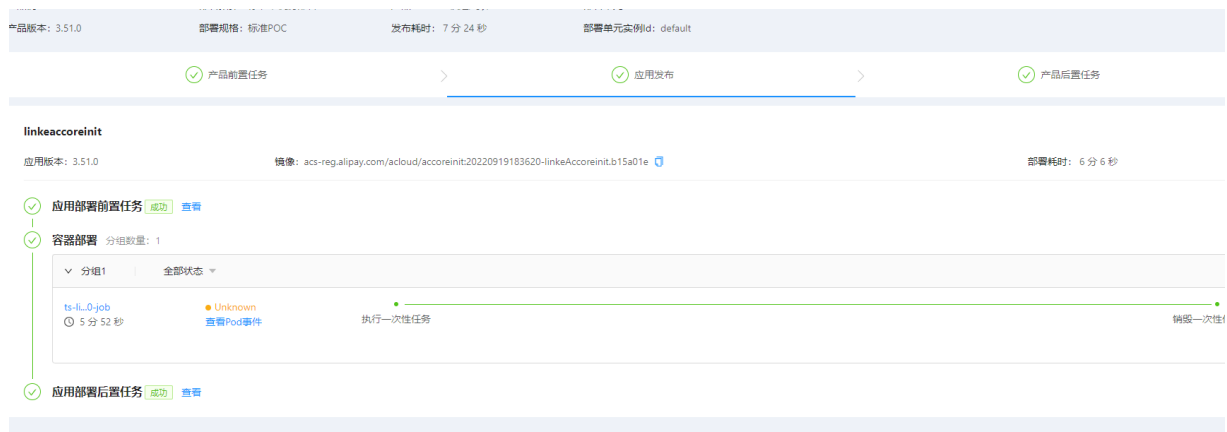 产品版本：3.51.0 部署规格：标准POC 发布耗时：7 分 24 秒 部署单元实例Id：default
产品前置任务 应用发布 产品后置任务
linkeaccoreinit
应用版本：3.51.0 镜像：acs-reg.alipay.com/acloud/accoreinit:20220919183620-linkeAccoreinit.b15a01e 部署耗时：6 分 6 秒
应用部署前置任务 成功 查看
容器部署 分组数量：1
分组1 全部状态
ts-li...0-job Unknown
5 分 52 秒 查看Pod事件 执行一次性任务 销毁一次性
应用部署后置任务 成功 查看